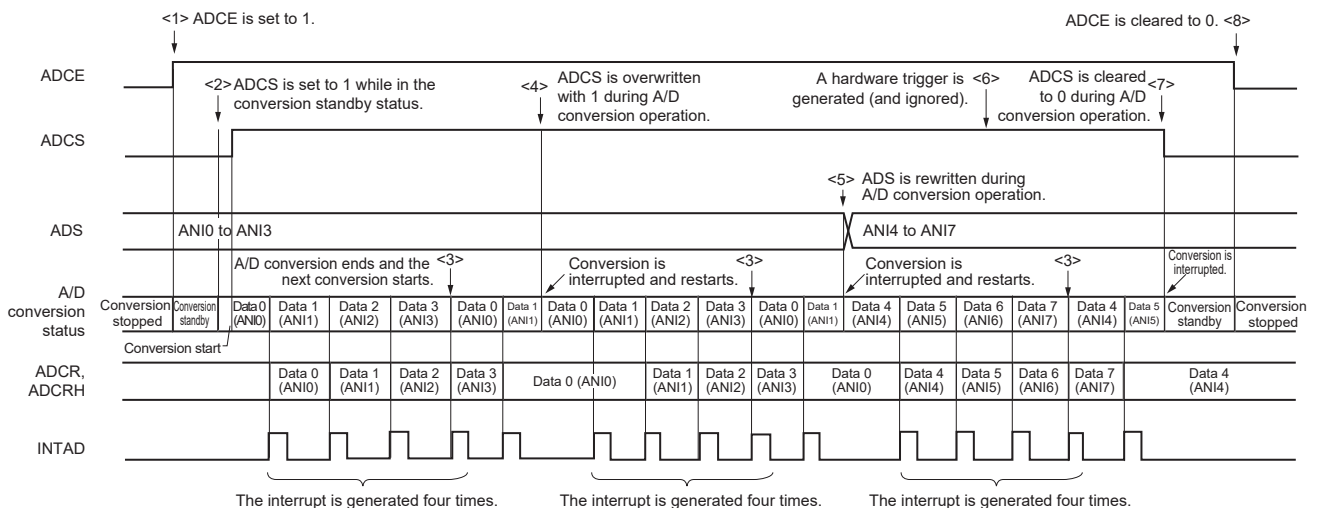 <1> ADCE is set to 1.
ADCE is cleared to 0. <8>
ADCE
<2> ADCS is set to 1 while in the
conversion standby status.
<4> ADCS is overwritten
with 1 during A/D
conversion operation.
A hardware trigger is <6>
generated (and ignored).
ADCS is cleared <7>
to 0 during A/D
conversion operation.
ADCS
<5> ADS is rewritten during
A/D conversion operation.
ADS
ANI0 to ANI3
ANI4 to ANI7
A/D conversion ends and the <3>
next conversion starts.
Conversion is
interrupted and restarts.
<3>
Conversion is
interrupted and restarts.
<3>
Conversion is
interrupted.
A/D
conversion
status
Conversion
stopped
Conversion
standby
Data 0
(ANI0)
Data 1
(ANI1)
Data 2
(ANI2)
Data 3
(ANI3)
Data 0
(ANI0)
Data 1
(ANI1)
Data 0
(ANI0)
Data 1
(ANI1)
Data 2
(ANI2)
Data 3
(ANI3)
Data 0
(ANI0)
Data 1
(ANI1)
Data 4
(ANI4)
Data 5
(ANI5)
Data 6
(ANI6)
Data 7
(ANI7)
Data 4
(ANI4)
Data 5
(ANI5)
Conversion
standby
Conversion
stopped
Conversion start
ADCR,
ADCRH
Data 0
(ANI0)
Data 1
(ANI1)
Data 2
(ANI2)
Data 3
(ANI3)
Data 0 (ANI0)
Data 1
(ANI1)
Data 2
(ANI2)
Data 3
(ANI3)
Data 0
(ANI0)
Data 4
(ANI4)
Data 5
(ANI5)
Data 6
(ANI6)
Data 7
(ANI7)
Data 4
(ANI4)
INTAD
The interrupt is generated four times.
The interrupt is generated four times.
The interrupt is generated four times.